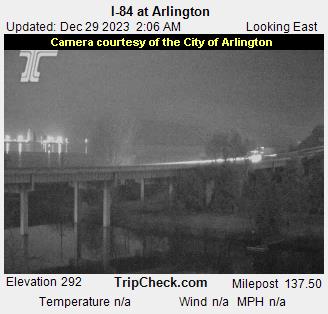 I-84 at Arlington
Updated: Dec 29 2023 2:06 AM Looking East
Camera courtesy of the City of Arlington
Elevation 292 TripCheck.com Milepost 137.50
Temperature n/a Wind n/a MPH n/a